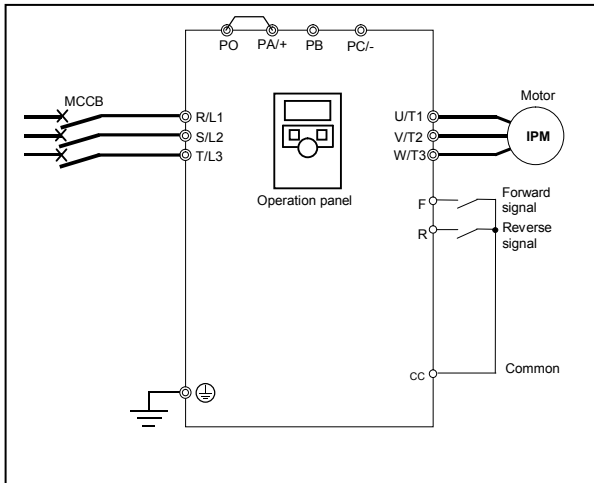 PO PA/+ PB PC/-
MCCB
R/L1
S/L2
T/L3
Operation panel
U/T1
V/T2
W/T3
Motor
IPM
F
Forward
signal
R
Reverse
signal
CC
Common